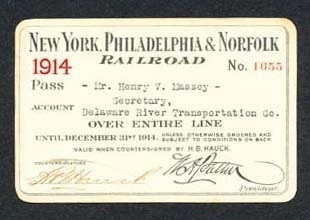 NEW YORK, PHILADELPHIA & NORFOLK
RAILROAD
1914
No. 1655
Pass - Mr. Henry V. Massey -
Secretary,
ACCOUNT Delaware River Transportation Co.
OVER ENTIRE LINE
UNTIL DECEMBER 31ST 1914. UNLESS OTHERWISE ORDERED AND SUBJECT TO CONDITIONS ON BACK.
VALID WHEN COUNTERSIGNED BY H.B. HAUCK.
COUNTERSIGNATURE
H B Hauck
President.